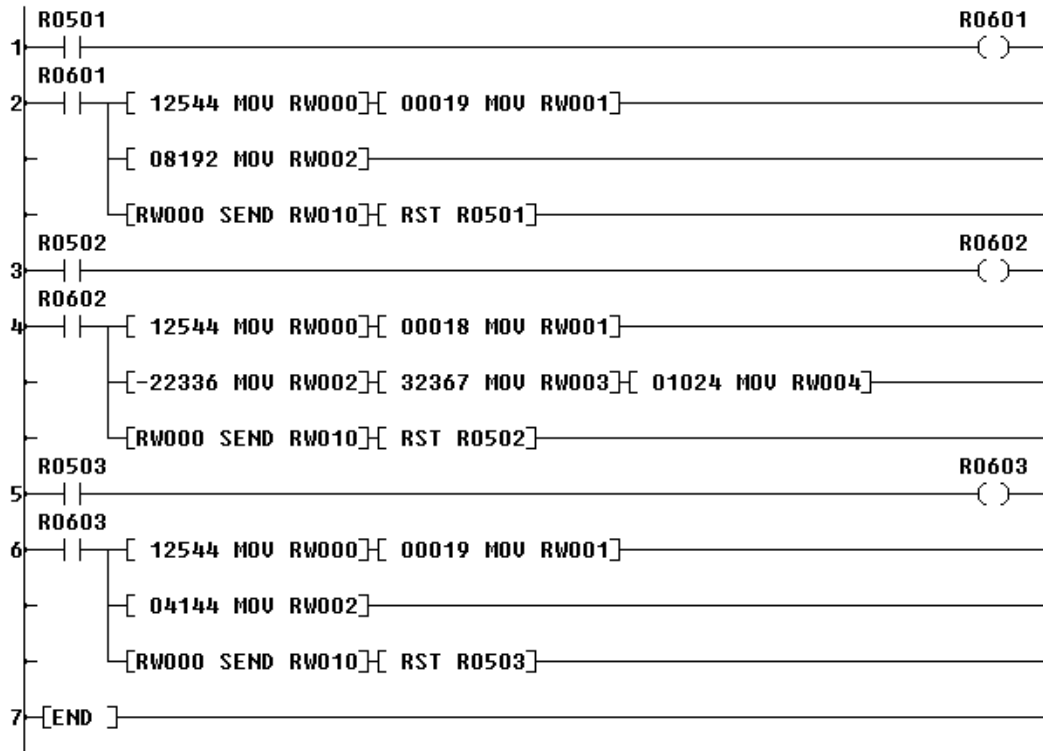 R0501 R0601
1
R0601
2 [ 12544 MOV RW000] [ 00019 MOV RW001]
[ 08192 MOV RW002]
[RW000 SEND RW010] [ RST R0501]
R0502 R0602
3
R0602
4 [ 12544 MOV RW000] [ 00018 MOV RW001]
[-22336 MOV RW002] [ 32367 MOV RW003] [ 01024 MOV RW004]
[RW000 SEND RW010] [ RST R0502]
R0503 R0603
5
R0603
6 [ 12544 MOV RW000] [ 00019 MOV RW001]
[ 04144 MOV RW002]
[RW000 SEND RW010] [ RST R0503]
7 [END ]